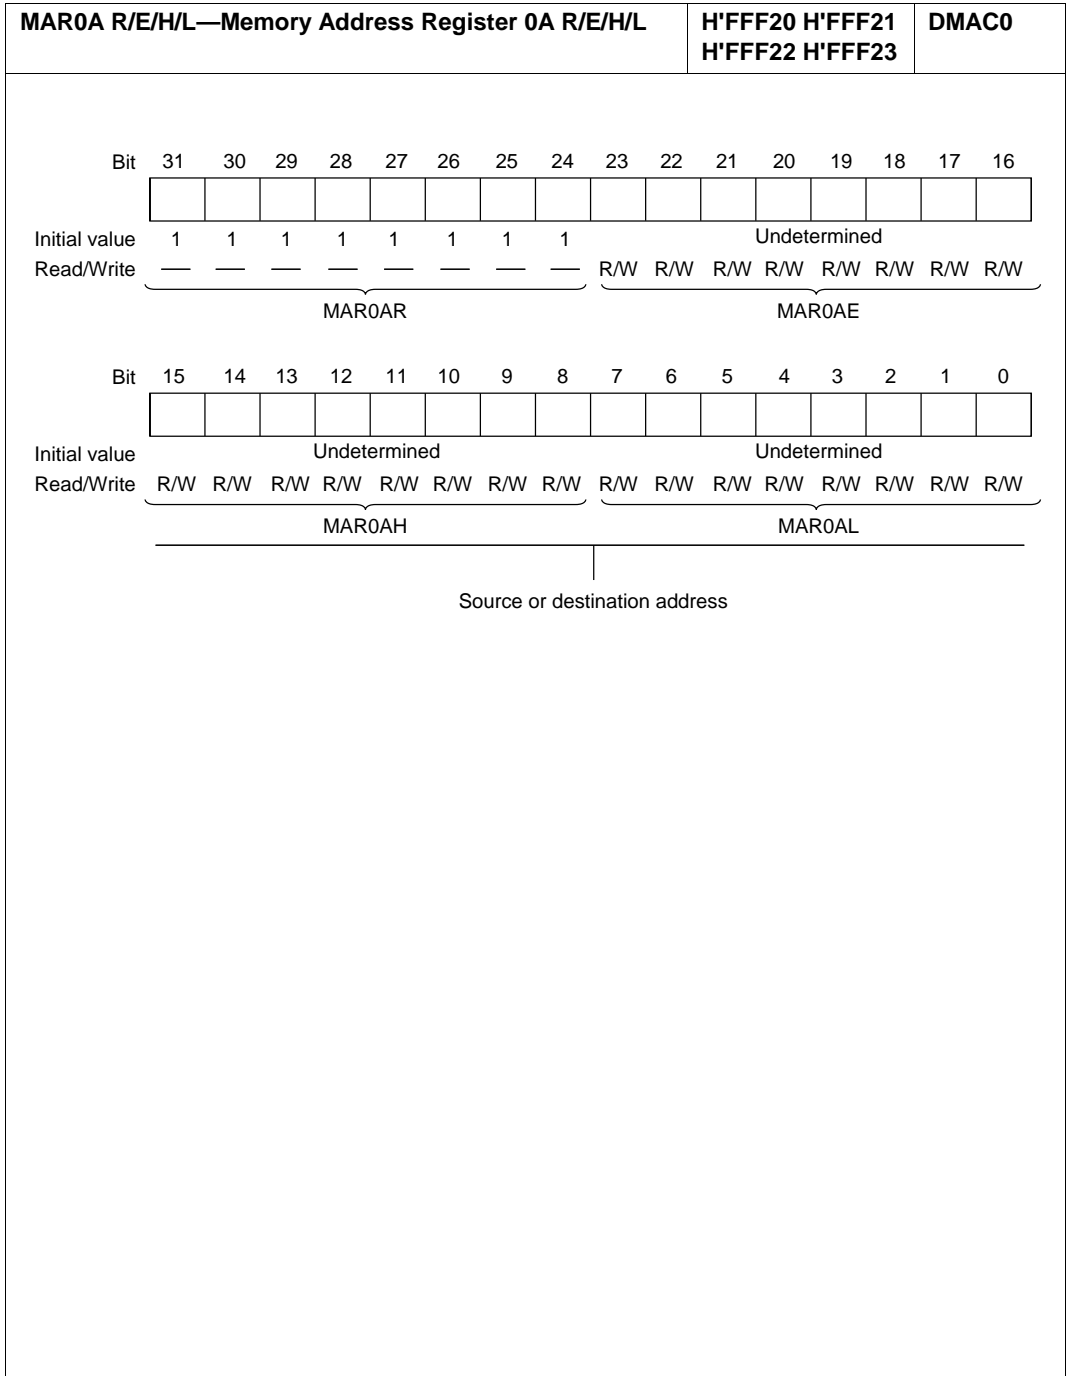 MAR0A R/E/H/L—Memory Address Register 0A R/E/H/L
H'FFF20 H'FFF21
H'FFF22 H'FFF23
DMAC0
Bit 31 30 29 28 27 26 25 24 23 22 21 20 19 18 17 16
Initial value 1 1 1 1 1 1 1 1 Undetermined
Read/Write — — — — — — — — R/W R/W R/W R/W R/W R/W R/W R/W
MAR0AR MAR0AE
Bit 15 14 13 12 11 10 9 8 7 6 5 4 3 2 1 0
Initial value Undetermined Undetermined
Read/Write R/W R/W R/W R/W R/W R/W R/W R/W R/W R/W R/W R/W R/W R/W R/W R/W
MAR0AH MAR0AL
Source or destination address